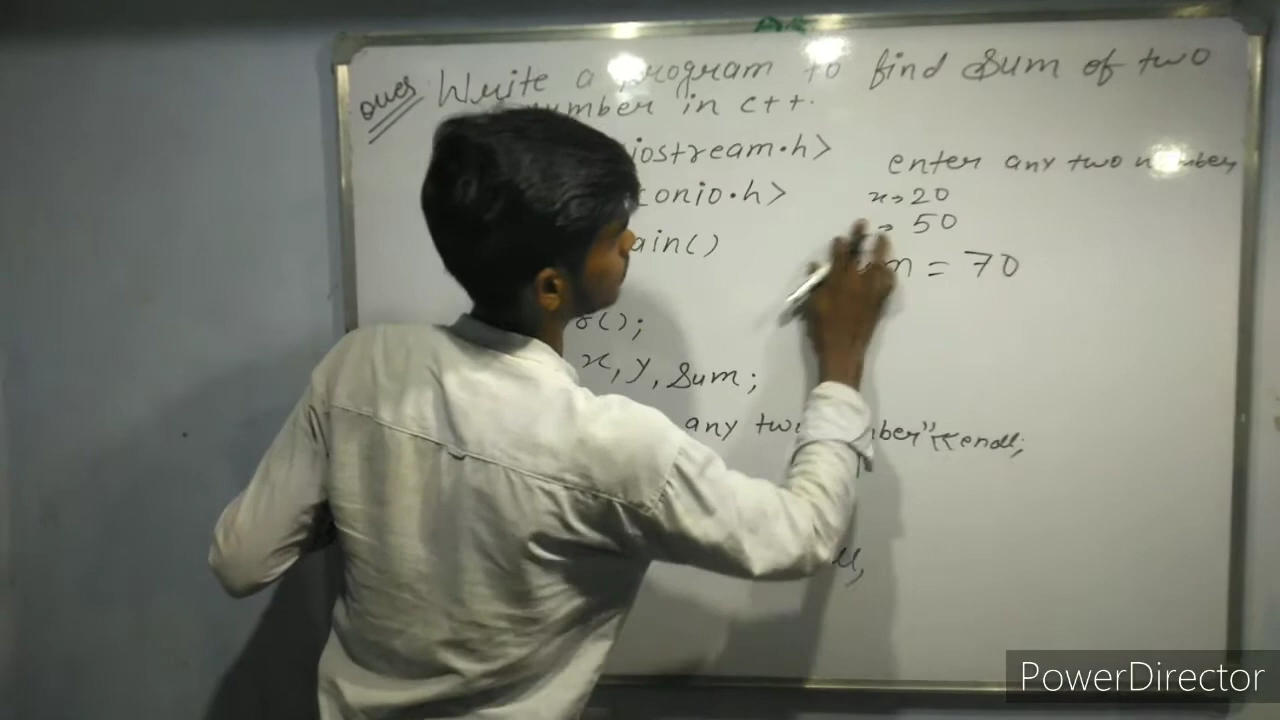 Ques Write a program to find Sum of two
number in c++.
iostream.h>
conio.h>
ain()
enter any two number
x→20
→ 50
m = 70
r();
x, y, Sum;
any two ber"<<endl;
PowerDirector